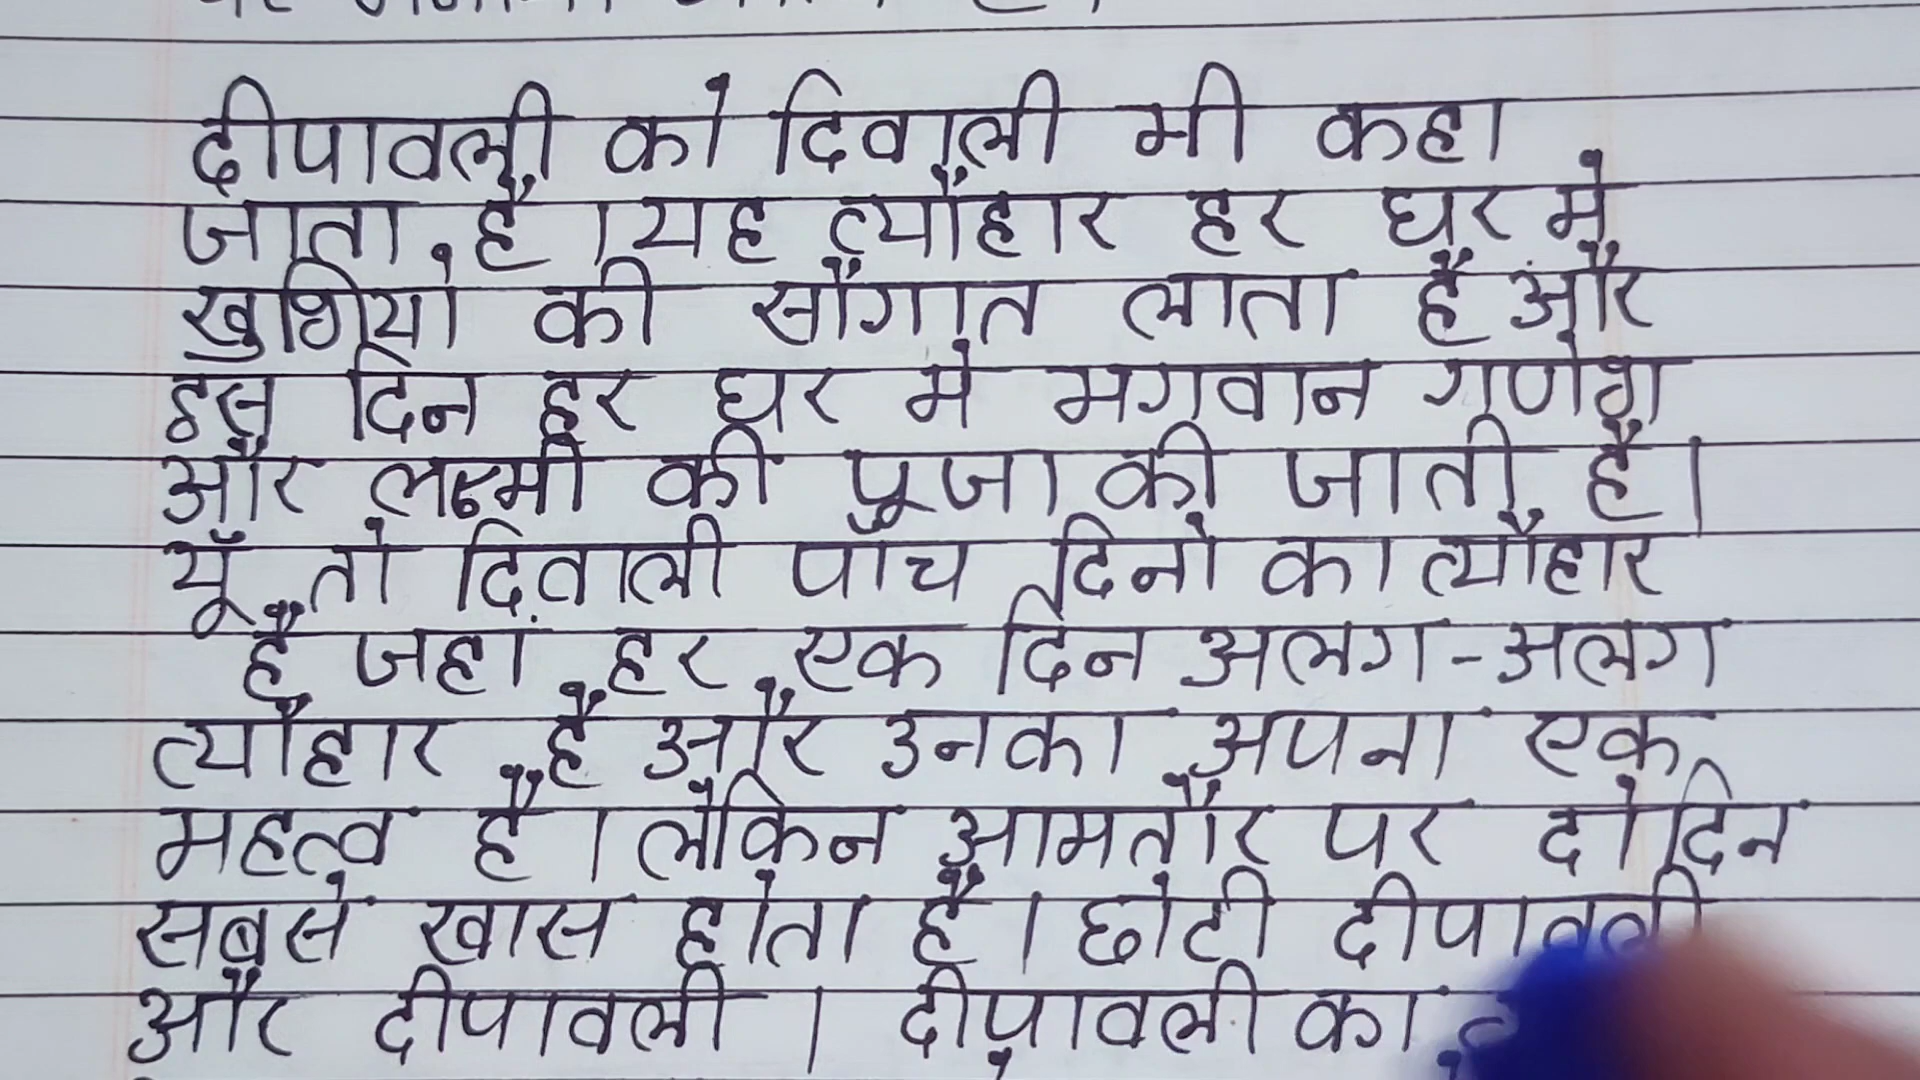 दीपावली को दिवाली भी कहा
जाता है। यह त्यौहार हर घर मे
खुशियो की सौगात लाता है और
इस दिन हर घर मे भगवान गणेश
और लक्ष्मी की पूजा की जाती है।
यूँ तो दिवाली पाँच दिनो का त्यौहार
है जहां हर एक दिन अलग-अलग
त्यौहार है और उनका अपना एक
महत्व है। लेकिन आमतौर पर दो दिन
सबसे खास होता है। छोटी दीपावली
और दीपावली । दीपावली का